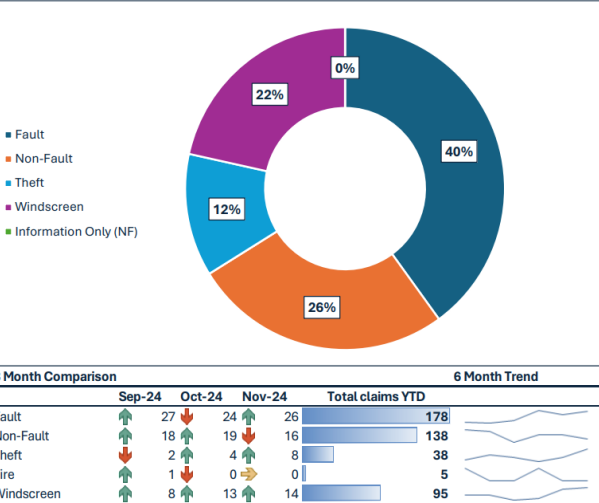 0%
22%
40%
12%
26%
Fault
Non-Fault
Theft
Windscreen
Information Only (NF)
Month Comparison 6 Month Trend
Sep-24 Oct-24 Nov-24 Total claims YTD
ault 27 24 26 178
on-Fault 18 19 16 138
heft 2 4 8 38
ire 1 0 0 5
Windscreen 8 13 14 95